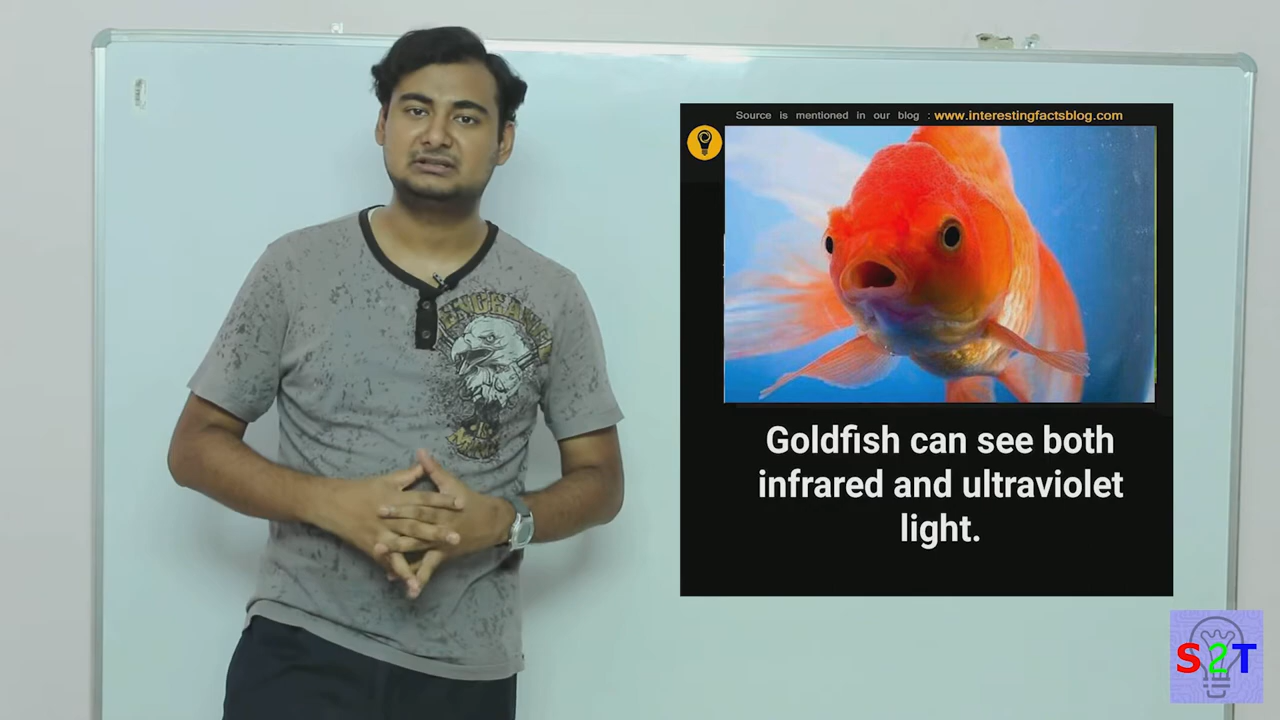 Source is mentioned in our blog : www.interestingfactsblog.com
Goldfish can see both
infrared and ultraviolet
light.
S2T